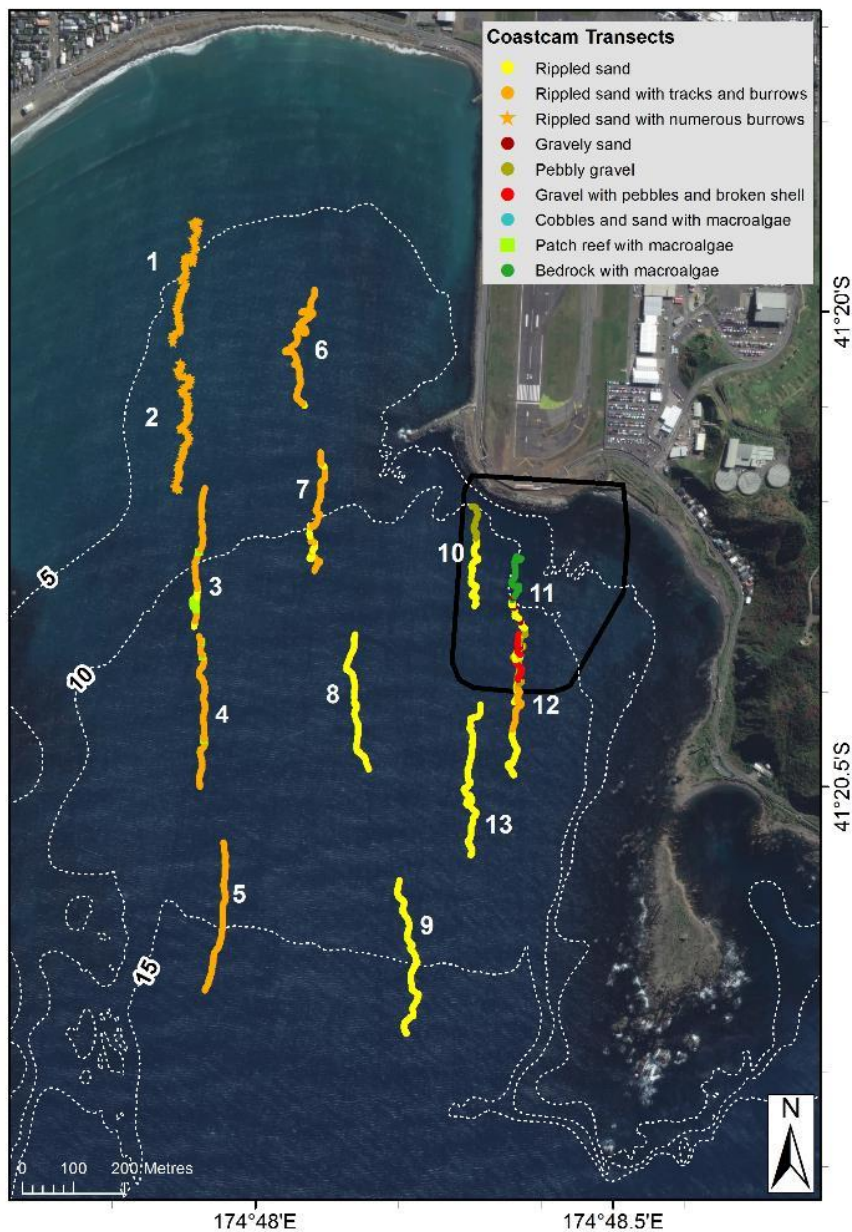 Coastcam Transects
Rippled sand
Rippled sand with tracks and burrows
Rippled sand with numerous burrows
Gravely sand
Pebbly gravel
Gravel with pebbles and broken shell
Cobbles and sand with macroalgae
Patch reef with macroalgae
Bedrock with macroalgae
1
41°20'S
6
2
7
5
10
3
11
10
8
4
12
41°20.5'S
13
5
9
15
N
0 100 200 Metres
174°48'E
174°48.5'E